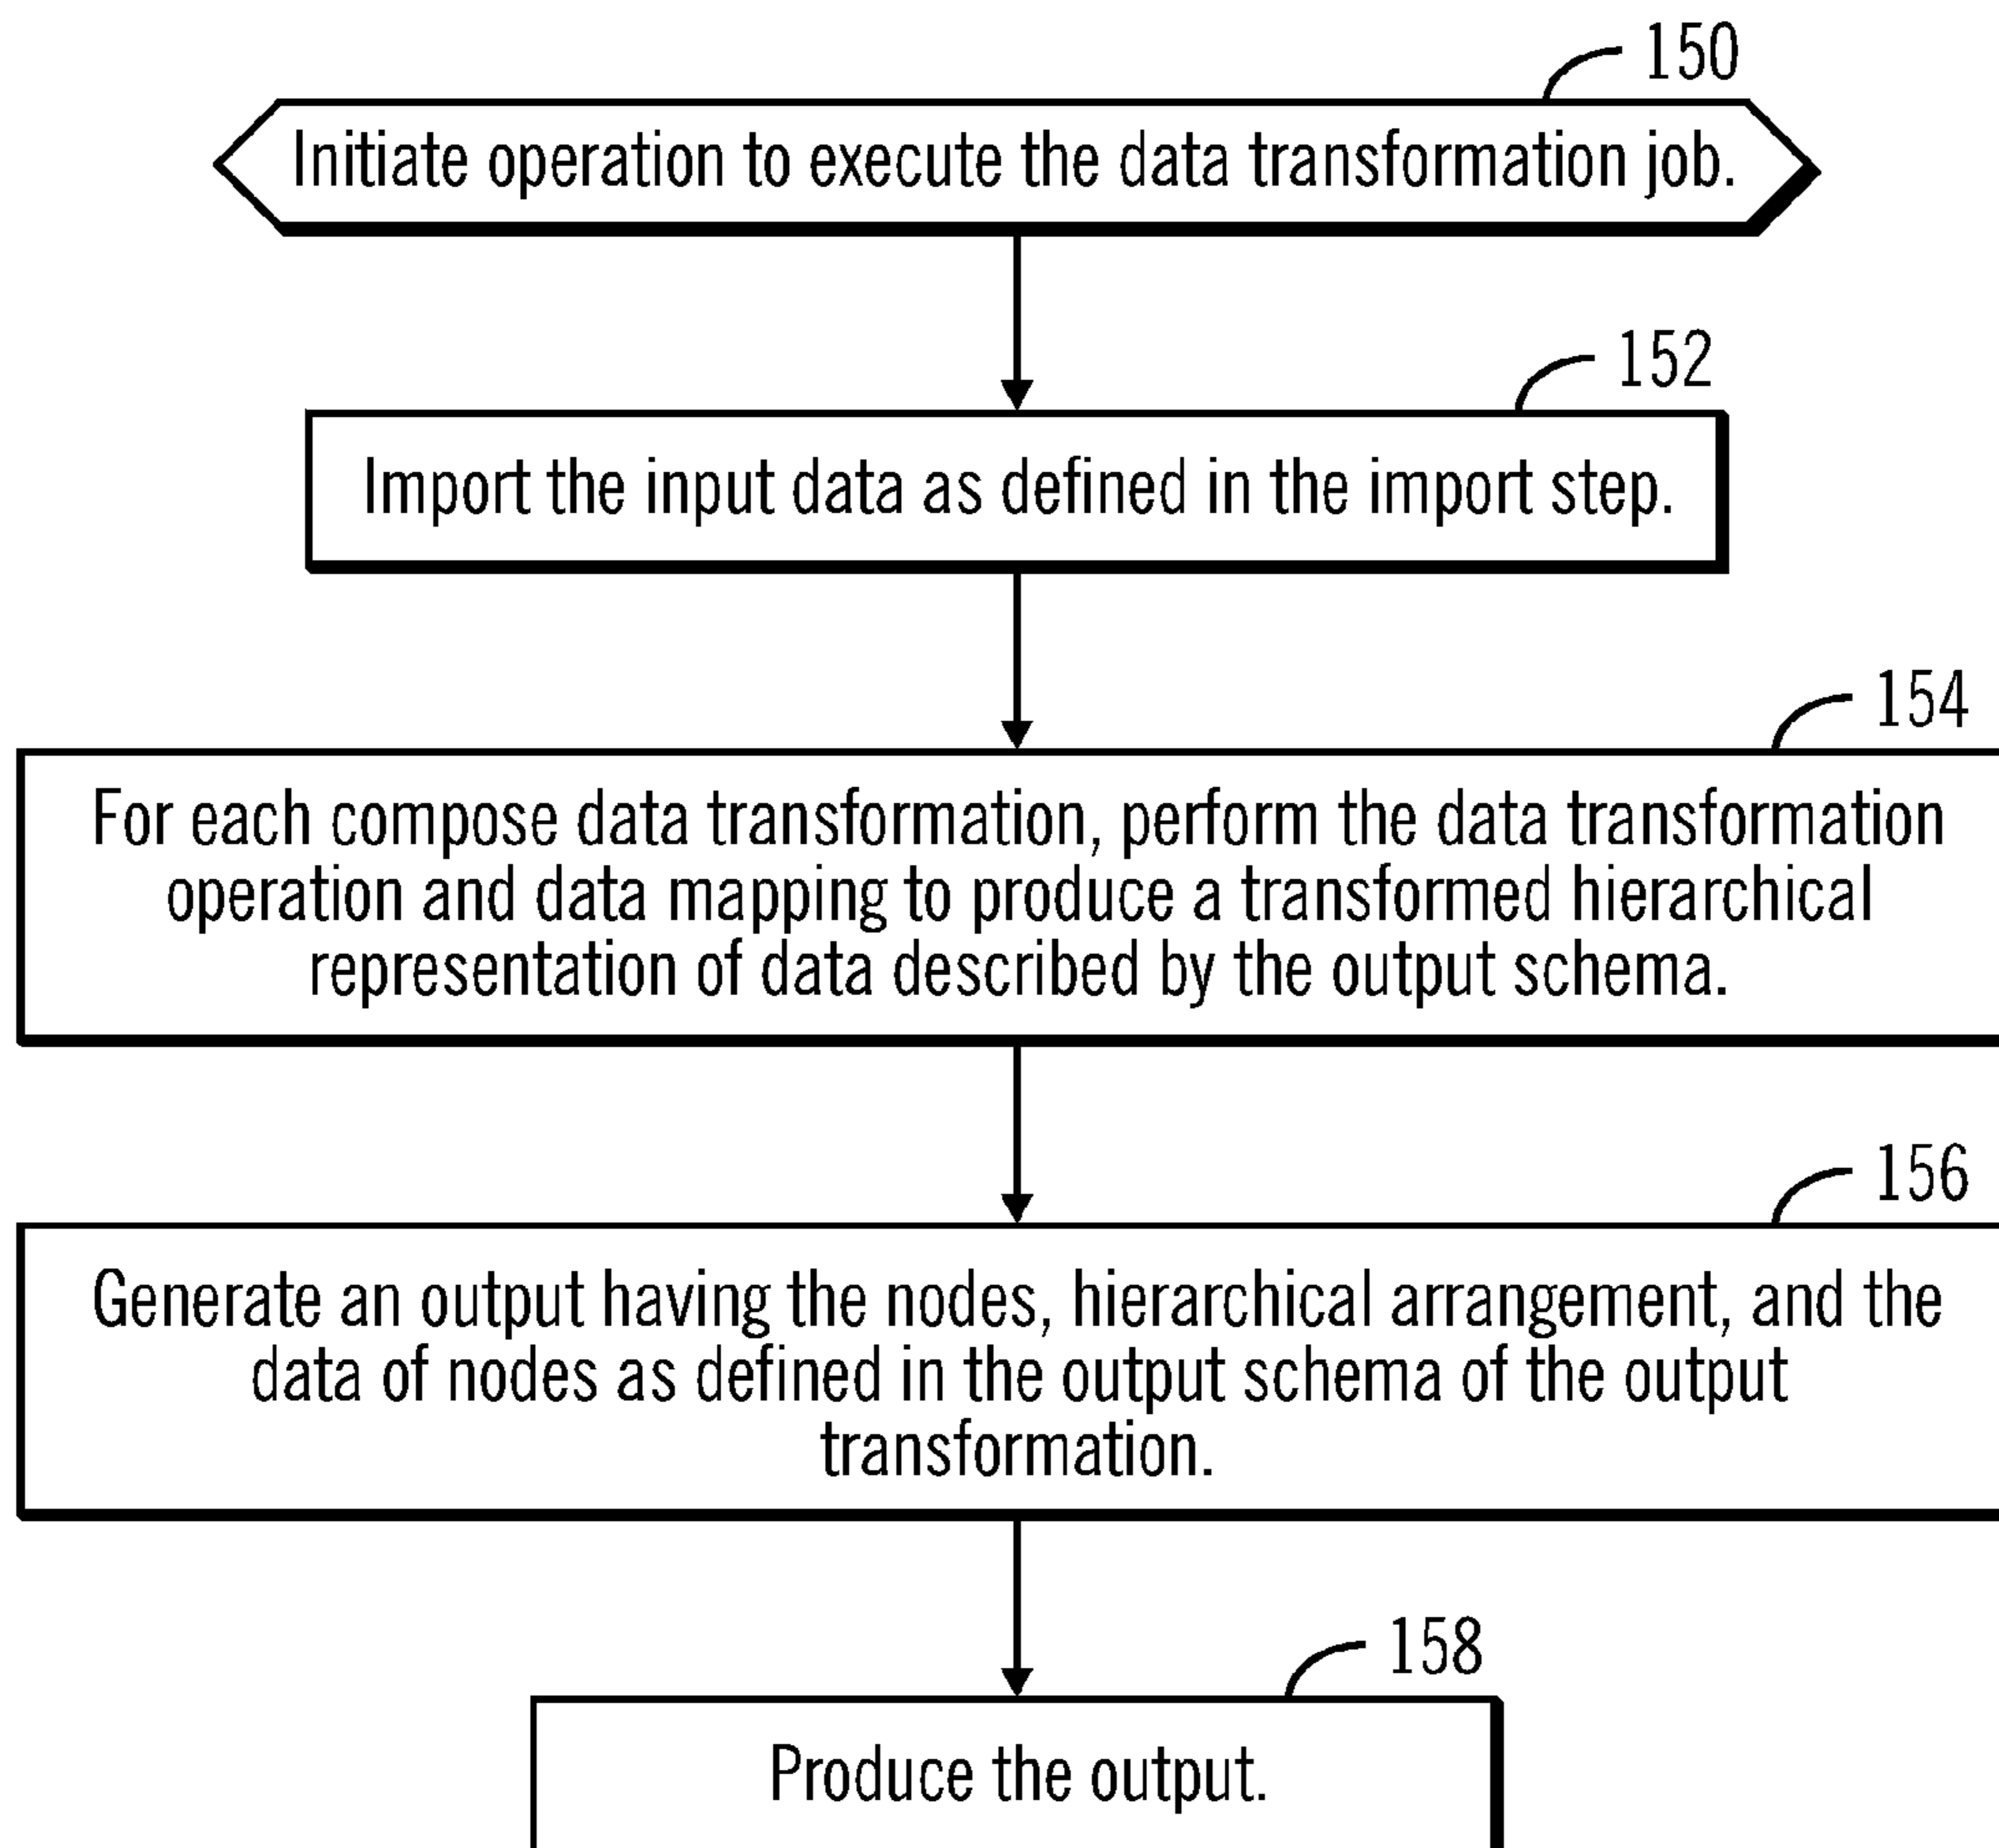 150
Initiate operation to execute the data transformation job.
152
Import the input data as defined in the import step.
154
For each compose data transformation, perform the data transformation
operation and data mapping to produce a transformed hierarchical
representation of data described by the output schema.
156
Generate an output having the nodes, hierarchical arrangement, and the
data of nodes as defined in the output schema of the output
transformation.
158
Produce the output.